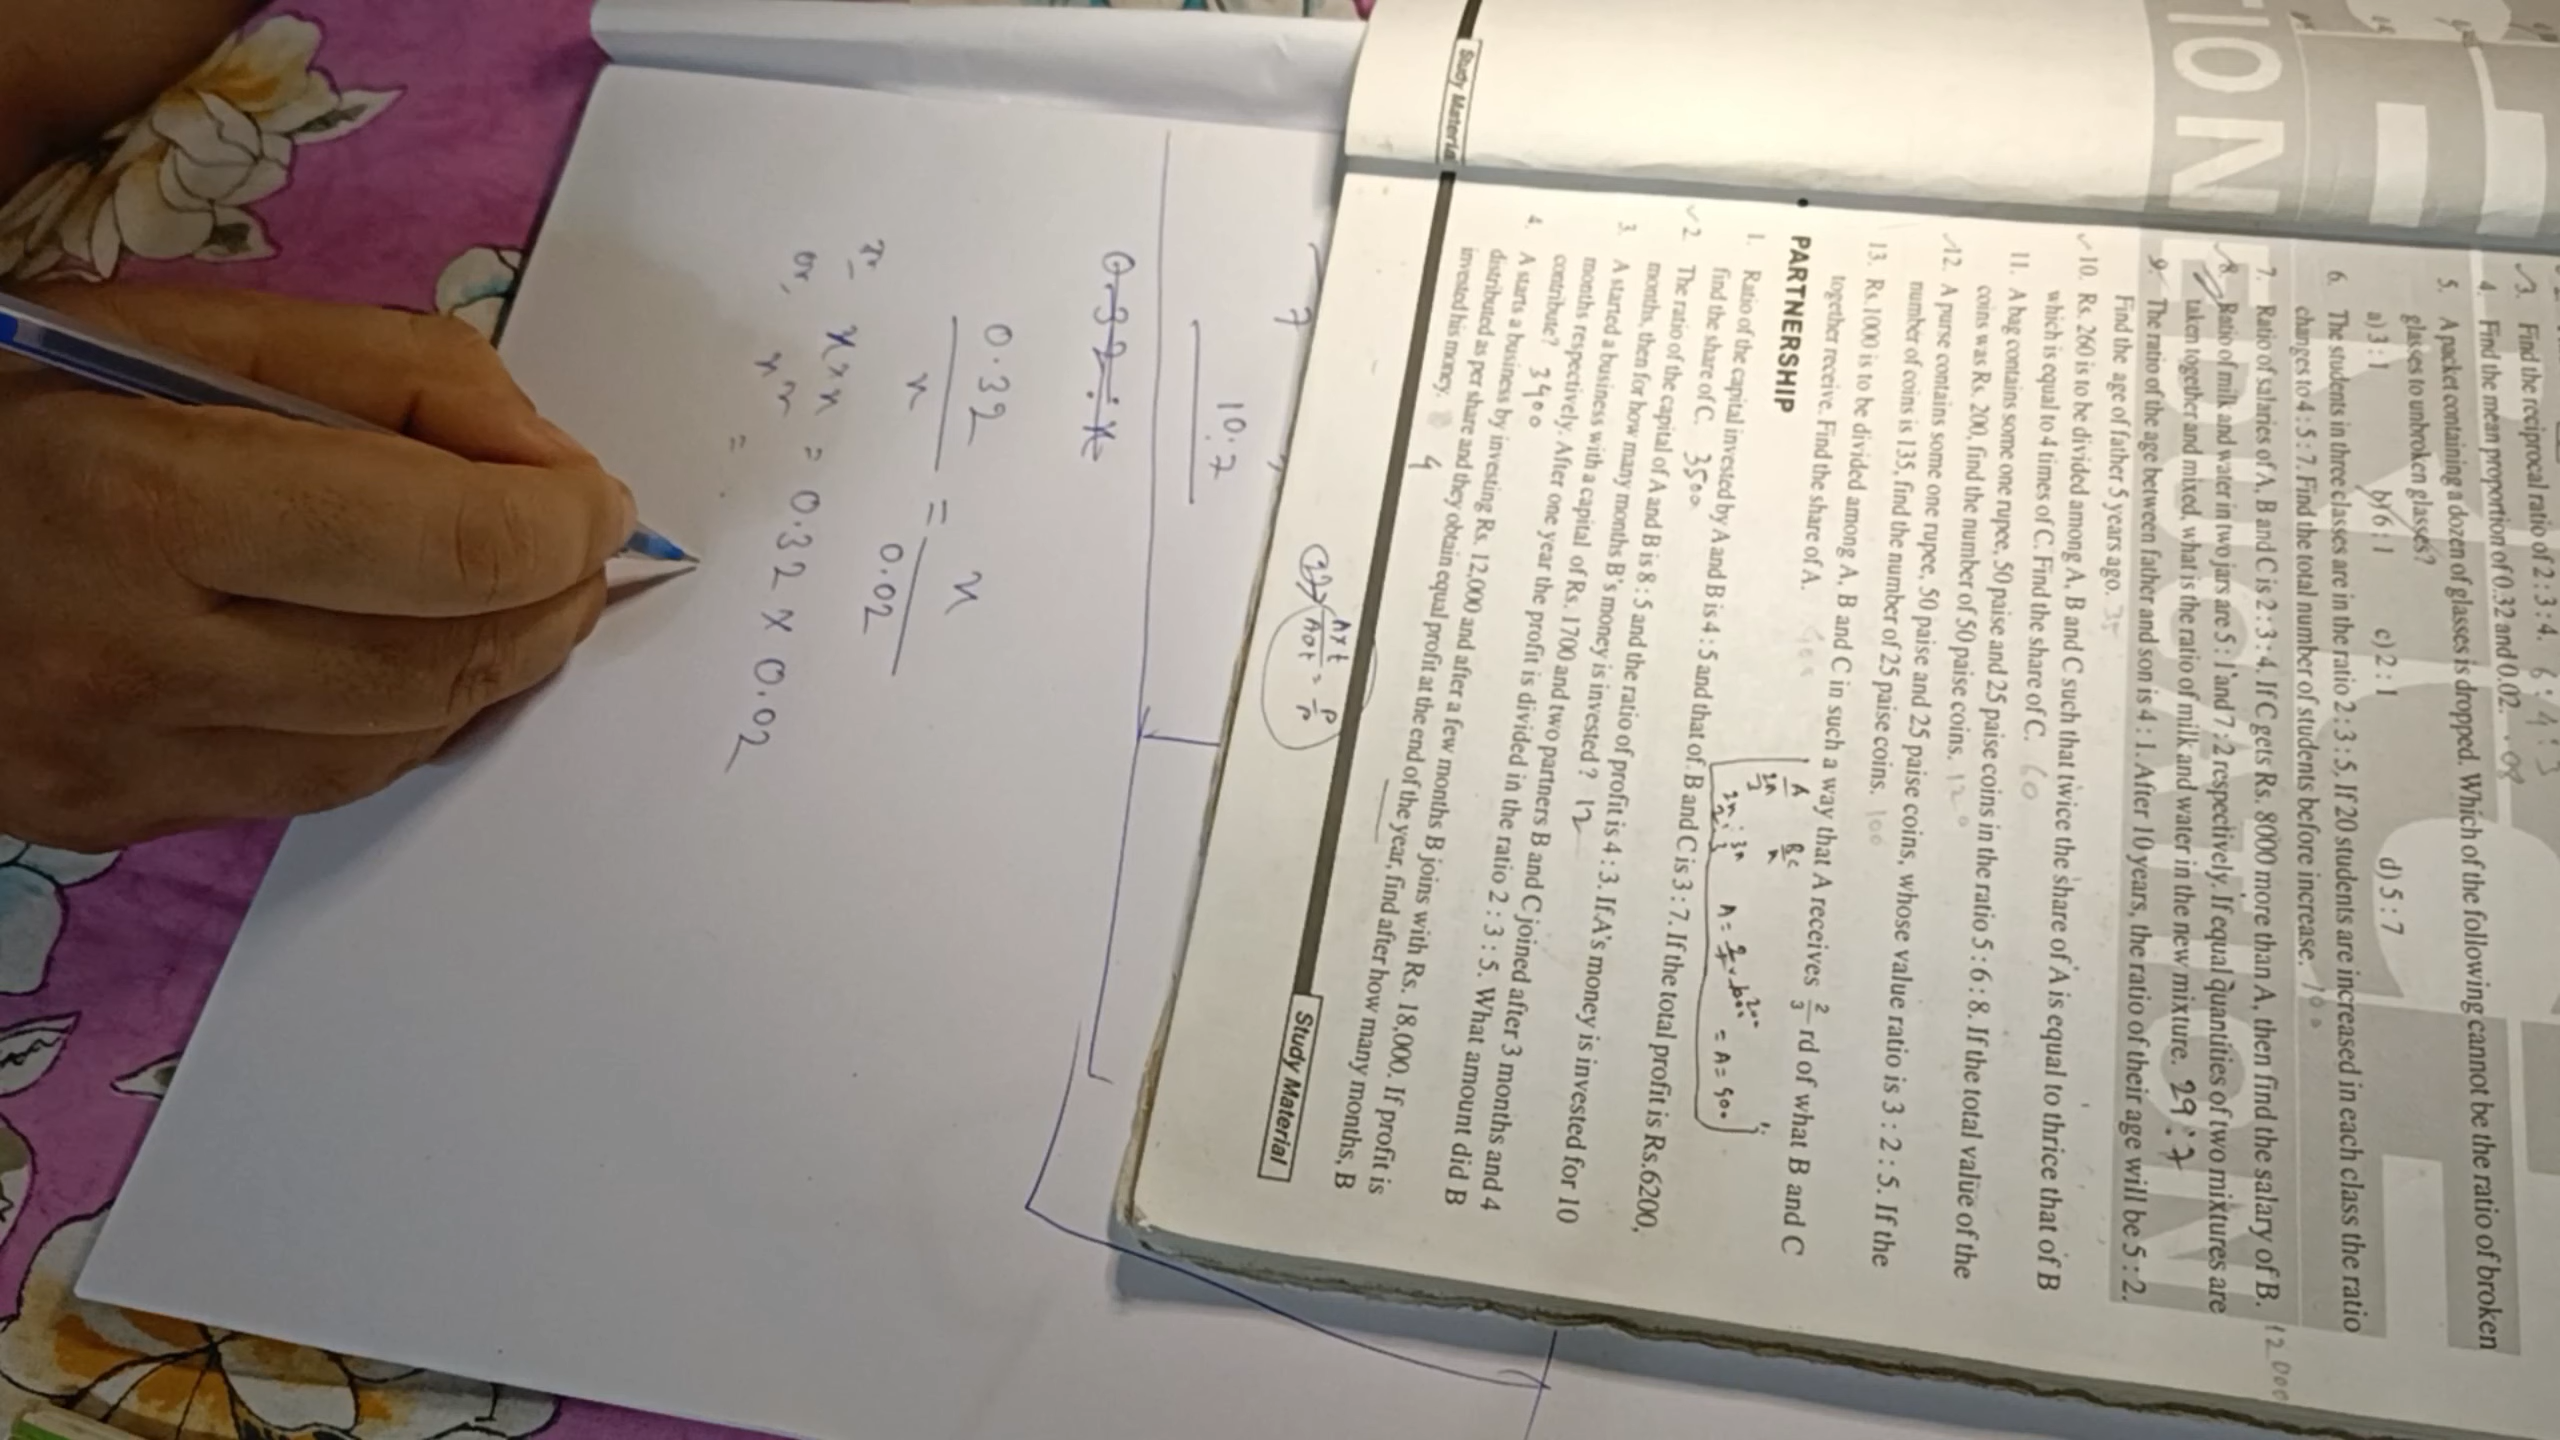 3. Find the reciprocal ratio of 2 : 3 : 4. 6 : 4 : 3
4. Find the mean proportion of 0.32 and 0.02. .08
5. A packet containing a dozen of glasses is dropped. Which of the following cannot be the ratio of broken
glasses to unbroken glasses?
a) 3 : 1 b) 6 : 1 c) 2 : 1 d) 5 : 7
6. The students in three classes are in the ratio 2 : 3 : 5. If 20 students are increased in each class the ratio
changes to 4 : 5 : 7. Find the total number of students before increase. 100
7. Ratio of salaries of A, B and C is 2 : 3 : 4. If C gets Rs. 8000 more than A, then find the salary of B. 12000
8. Ratio of milk and water in two jars are 5 : 1 and 7 : 2 respectively. If equal quantities of two mixtures are
taken together and mixed, what is the ratio of milk and water in the new mixture. 29 : 7
9. The ratio of the age between father and son is 4 : 1. After 10 years, the ratio of their age will be 5 : 2.
Find the age of father 5 years ago. 35
10. Rs. 260 is to be divided among A, B and C such that twice the share of A is equal to thrice that of B
which is equal to 4 times of C. Find the share of C. 60
11. A bag contains some one rupee, 50 paise and 25 paise coins in the ratio 5 : 6 : 8. If the total value of the
coins was Rs. 200, find the number of 50 paise coins. 120
12. A purse contains some one rupee, 50 paise and 25 paise coins, whose value ratio is 3 : 2 : 5. If the
number of coins is 135, find the number of 25 paise coins. 100
13. Rs.1000 is to be divided among A, B and C in such a way that A receives 2/3 rd of what B and C
together receive. Find the share of A. 400
A = 400
• PARTNERSHIP
1. Ratio of the capital invested by A and B is 4 : 5 and that of B and C is 3 : 7. If the total profit is Rs.6200,
find the share of C. 3500
2. The ratio of the capital of A and B is 8 : 5 and the ratio of profit is 4 : 3. If A's money is invested for 10
months, then for how many months B's money is invested? 12
3. A started a business with a capital of Rs. 1700 and two partners B and C joined after 3 months and 4
months respectively. After one year the profit is divided in the ratio 2 : 3 : 5. What amount did B
contribute? 3400
4. A starts a business by investing Rs. 12,000 and after a few months B joins with Rs. 18,000. If profit is
distributed as per share and they obtain equal profit at the end of the year, find after how many months, B
invested his money. 4
Study Material
Study Material
7
10.7
0.32 ÷ x
0.32/x = x/0.02
x × x = 0.32 × 0.02
or, x²
=